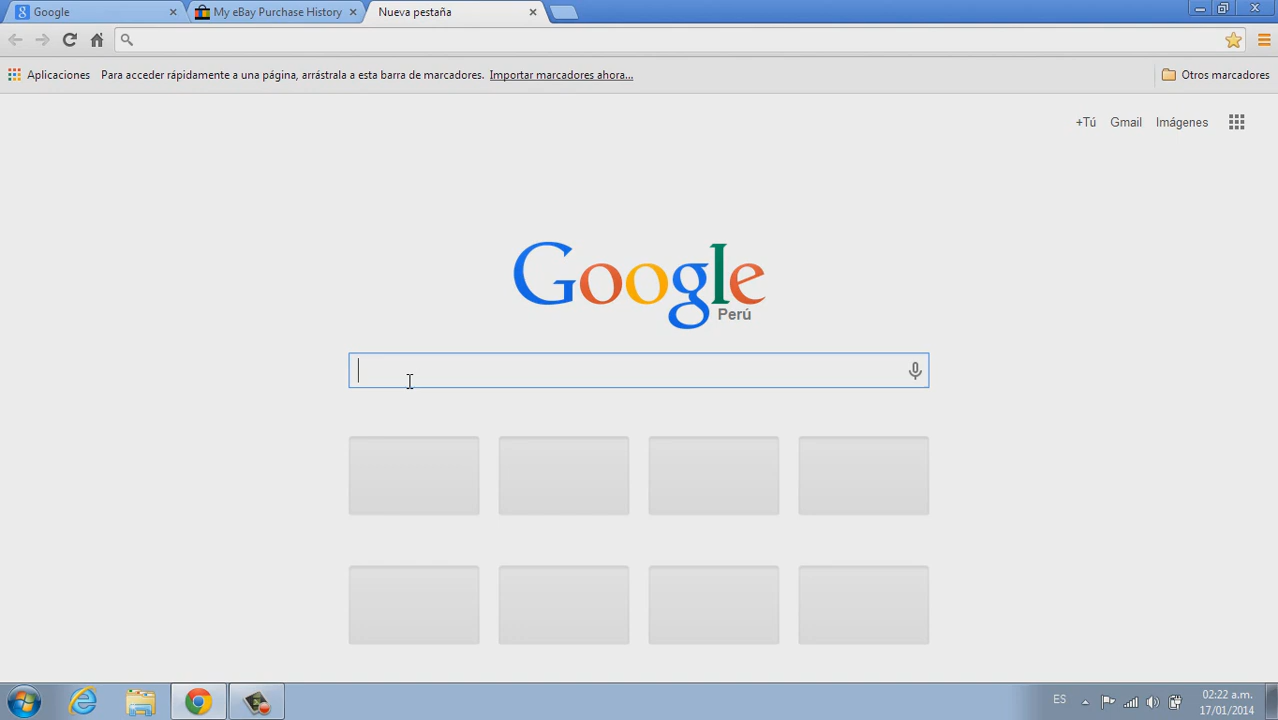 Google
My eBay Purchase History
Nueva pestaña
Aplicaciones
Para acceder rápidamente a una página, arrástrala a esta barra de marcadores.
Importar marcadores ahora...
Otros marcadores
+Tú
Gmail
Imágenes
Google
Perú
ES
02:22 a.m.
17/01/2014